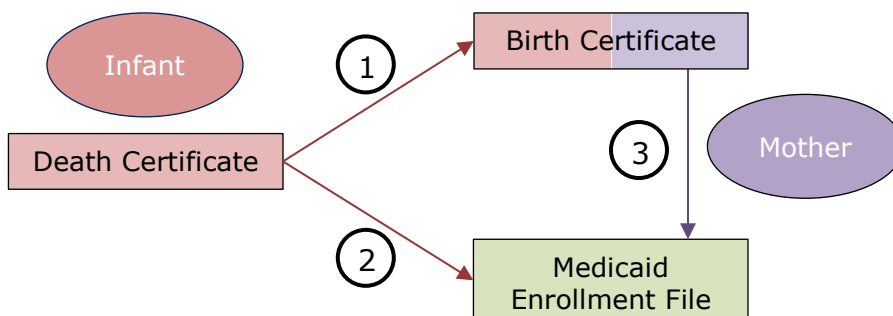 Infant
Birth Certificate
1
Death Certificate
3
Mother
2
Medicaid
Enrollment File